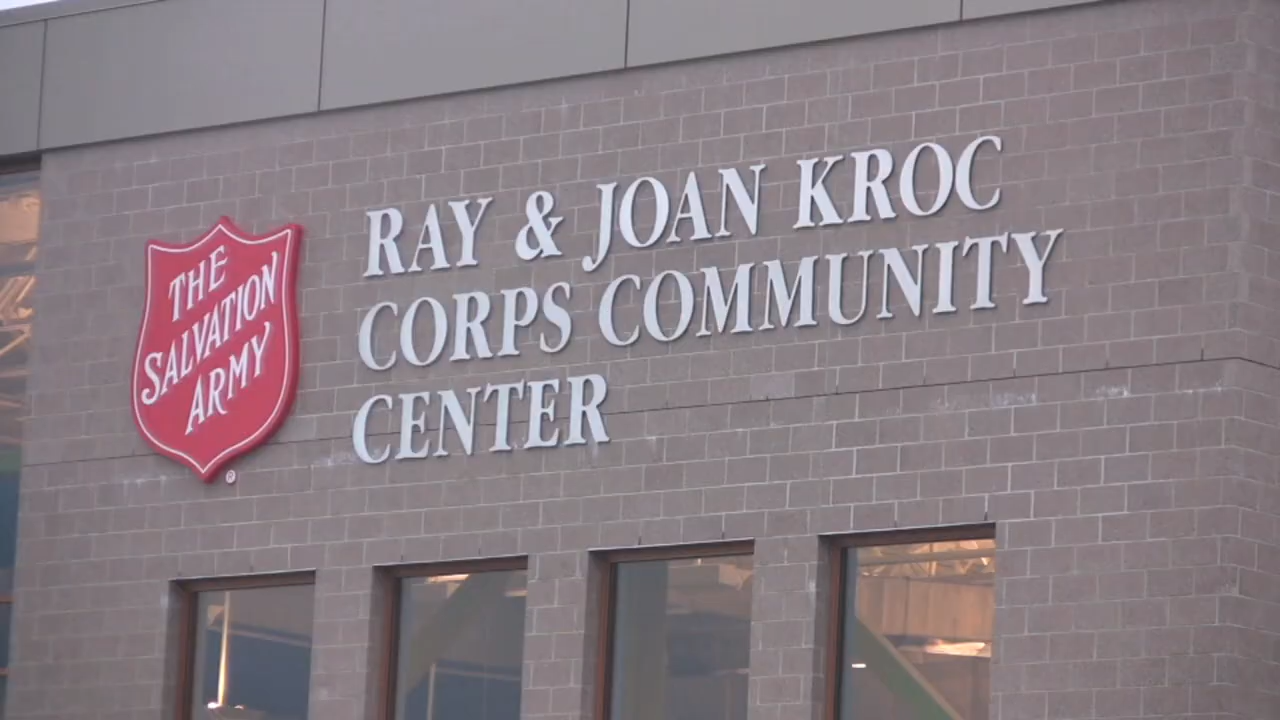 THE
SALVATION
ARMY
®
RAY & JOAN KROC
CORPS COMMUNITY
CENTER